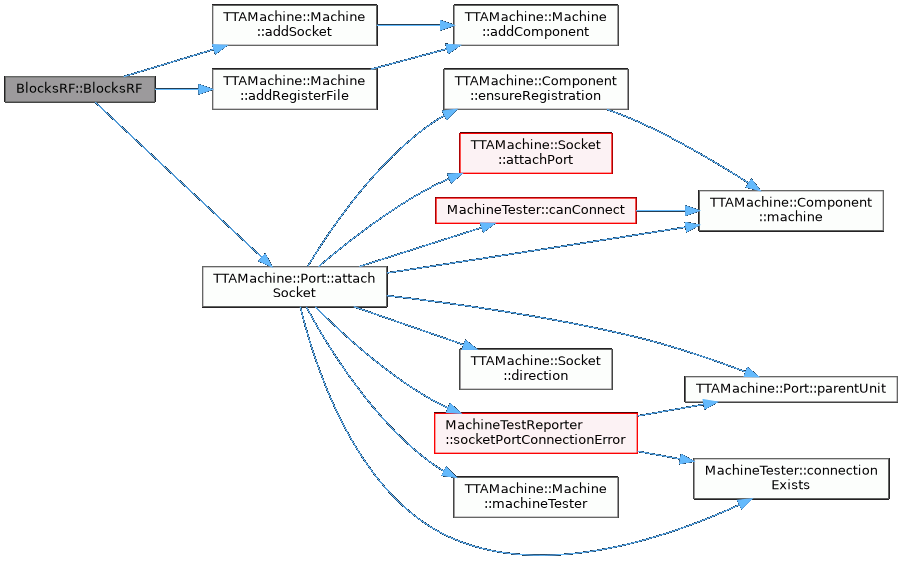 TTAMachine::Machine
::addSocket
TTAMachine::Machine
::addComponent
BlocksRF::BlocksRF
TTAMachine::Machine
::addRegisterFile
TTAMachine::Component
::ensureRegistration
TTAMachine::Socket
::attachPort
MachineTester::canConnect
TTAMachine::Component
::machine
TTAMachine::Port::attach
Socket
TTAMachine::Socket
::direction
TTAMachine::Port::parentUnit
MachineTestReporter
::socketPortConnectionError
MachineTester::connection
Exists
TTAMachine::Machine
::machineTester